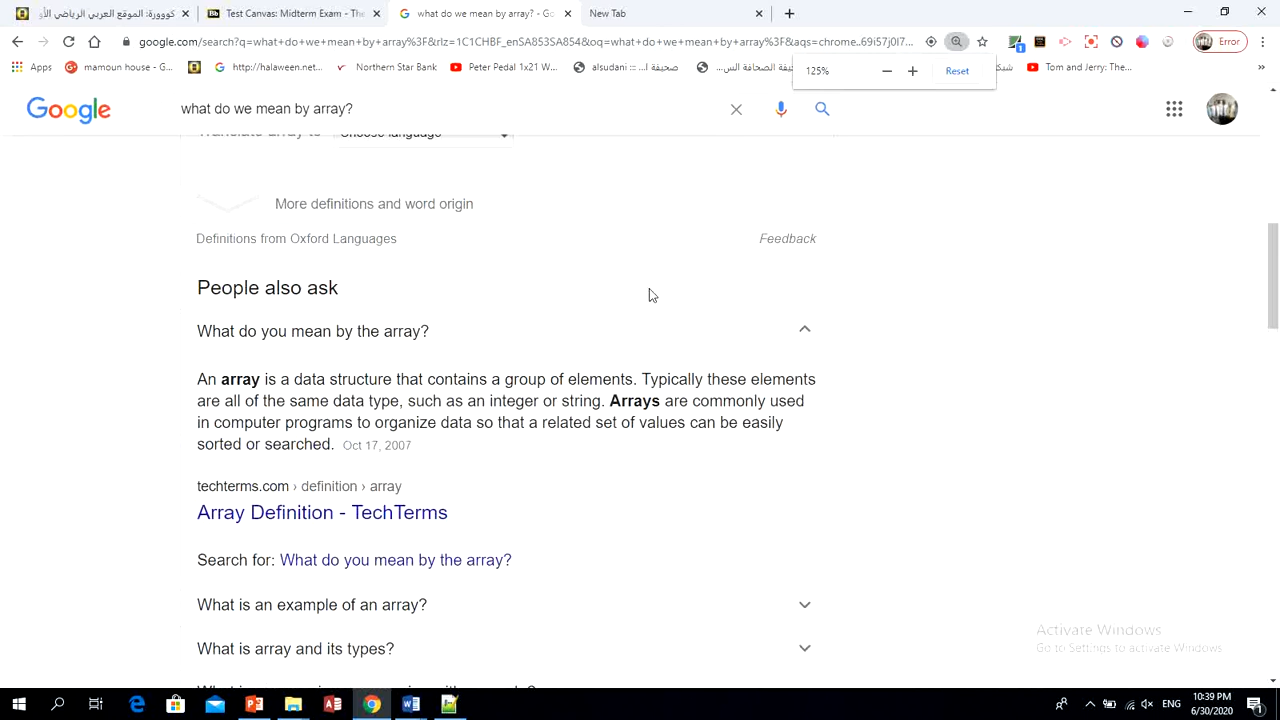 كووورة: الموقع العربي الرياضي الأو
Test Canvas: Midterm Exam - The
what do we mean by array? - Go
New Tab
google.com/search?q=what+do+we+mean+by+array%3F&rlz=1C1CHBF_enSA853SA854&oq=what+do+we+mean+by+array%3F&aqs=chrome..69i57j0l7...
Error
Apps
mamoun house - G...
http://halaween.net...
Northern Star Bank
Peter Pedal 1x21 W...
صحيفة ا... :: alsudani
صحيفة الصحافة الس...
Tom and Jerry: The...
125%
Reset
Google
what do we mean by array?
Translate array to
Choose language
More definitions and word origin
Definitions from Oxford Languages
Feedback
People also ask
What do you mean by the array?
An array is a data structure that contains a group of elements. Typically these elements
are all of the same data type, such as an integer or string. Arrays are commonly used
in computer programs to organize data so that a related set of values can be easily
sorted or searched. Oct 17, 2007
techterms.com › definition › array
Array Definition - TechTerms
Search for: What do you mean by the array?
What is an example of an array?
What is array and its types?
Activate Windows
Go to Settings to activate Windows.
ENG
10:39 PM
6/30/2020